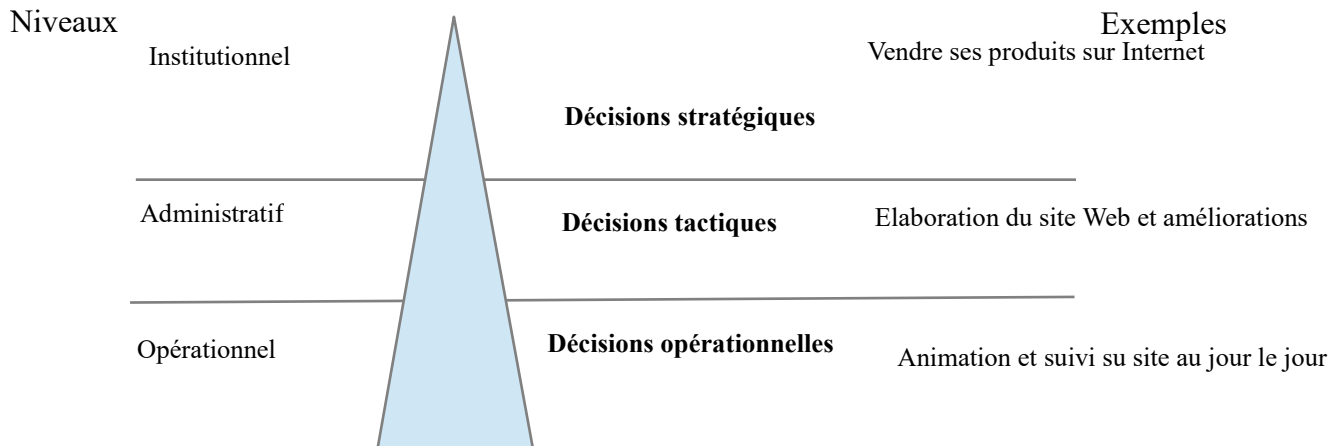 Niveaux
Exemples
Institutionnel
Vendre ses produits sur Internet
Décisions stratégiques
Administratif
Décisions tactiques
Elaboration du site Web et améliorations
Opérationnel
Décisions opérationnelles
Animation et suivi su site au jour le jour